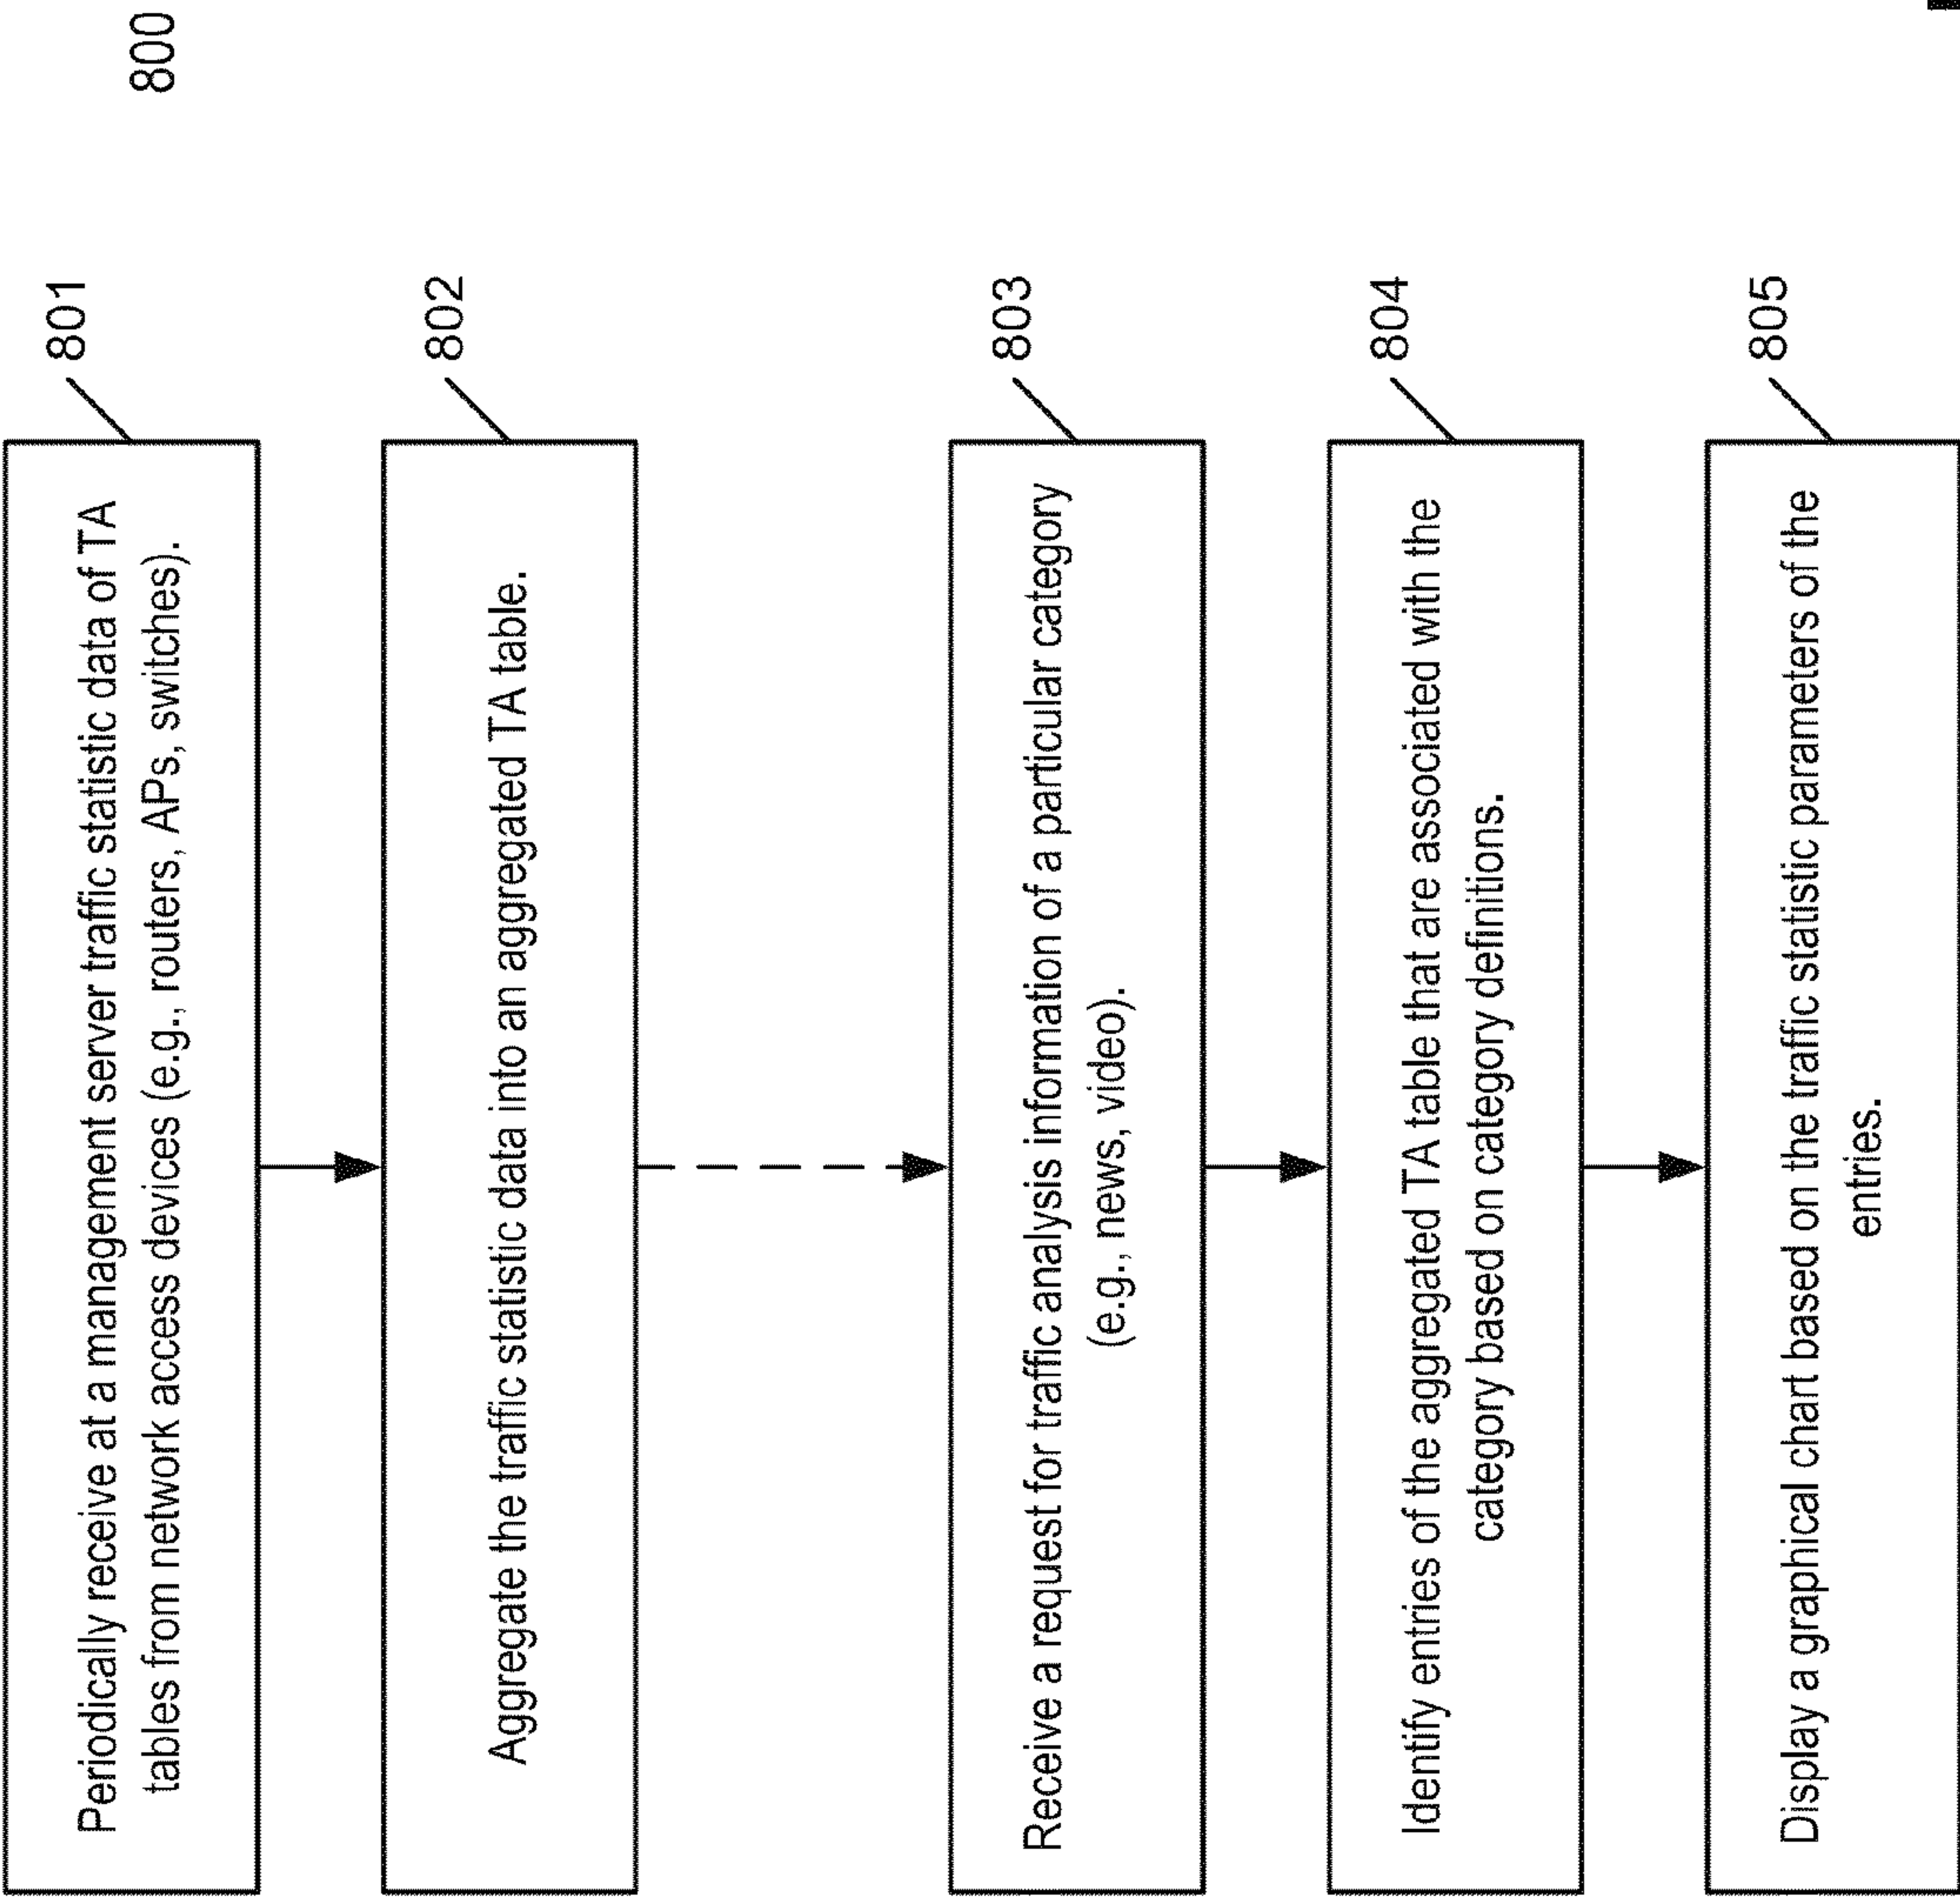 800
801
Periodically receive at a management server traffic statistic data of TA
tables from network access devices (e.g., routers, APs, switches).
802
Aggregate the traffic statistic data into an aggregated TA table.
803
Receive a request for traffic analysis information of a particular category
(e.g., news, video).
804
Identify entries of the aggregated TA table that are associated with the
category based on category definitions.
805
Display a graphical chart based on the traffic statistic parameters of the
entries.